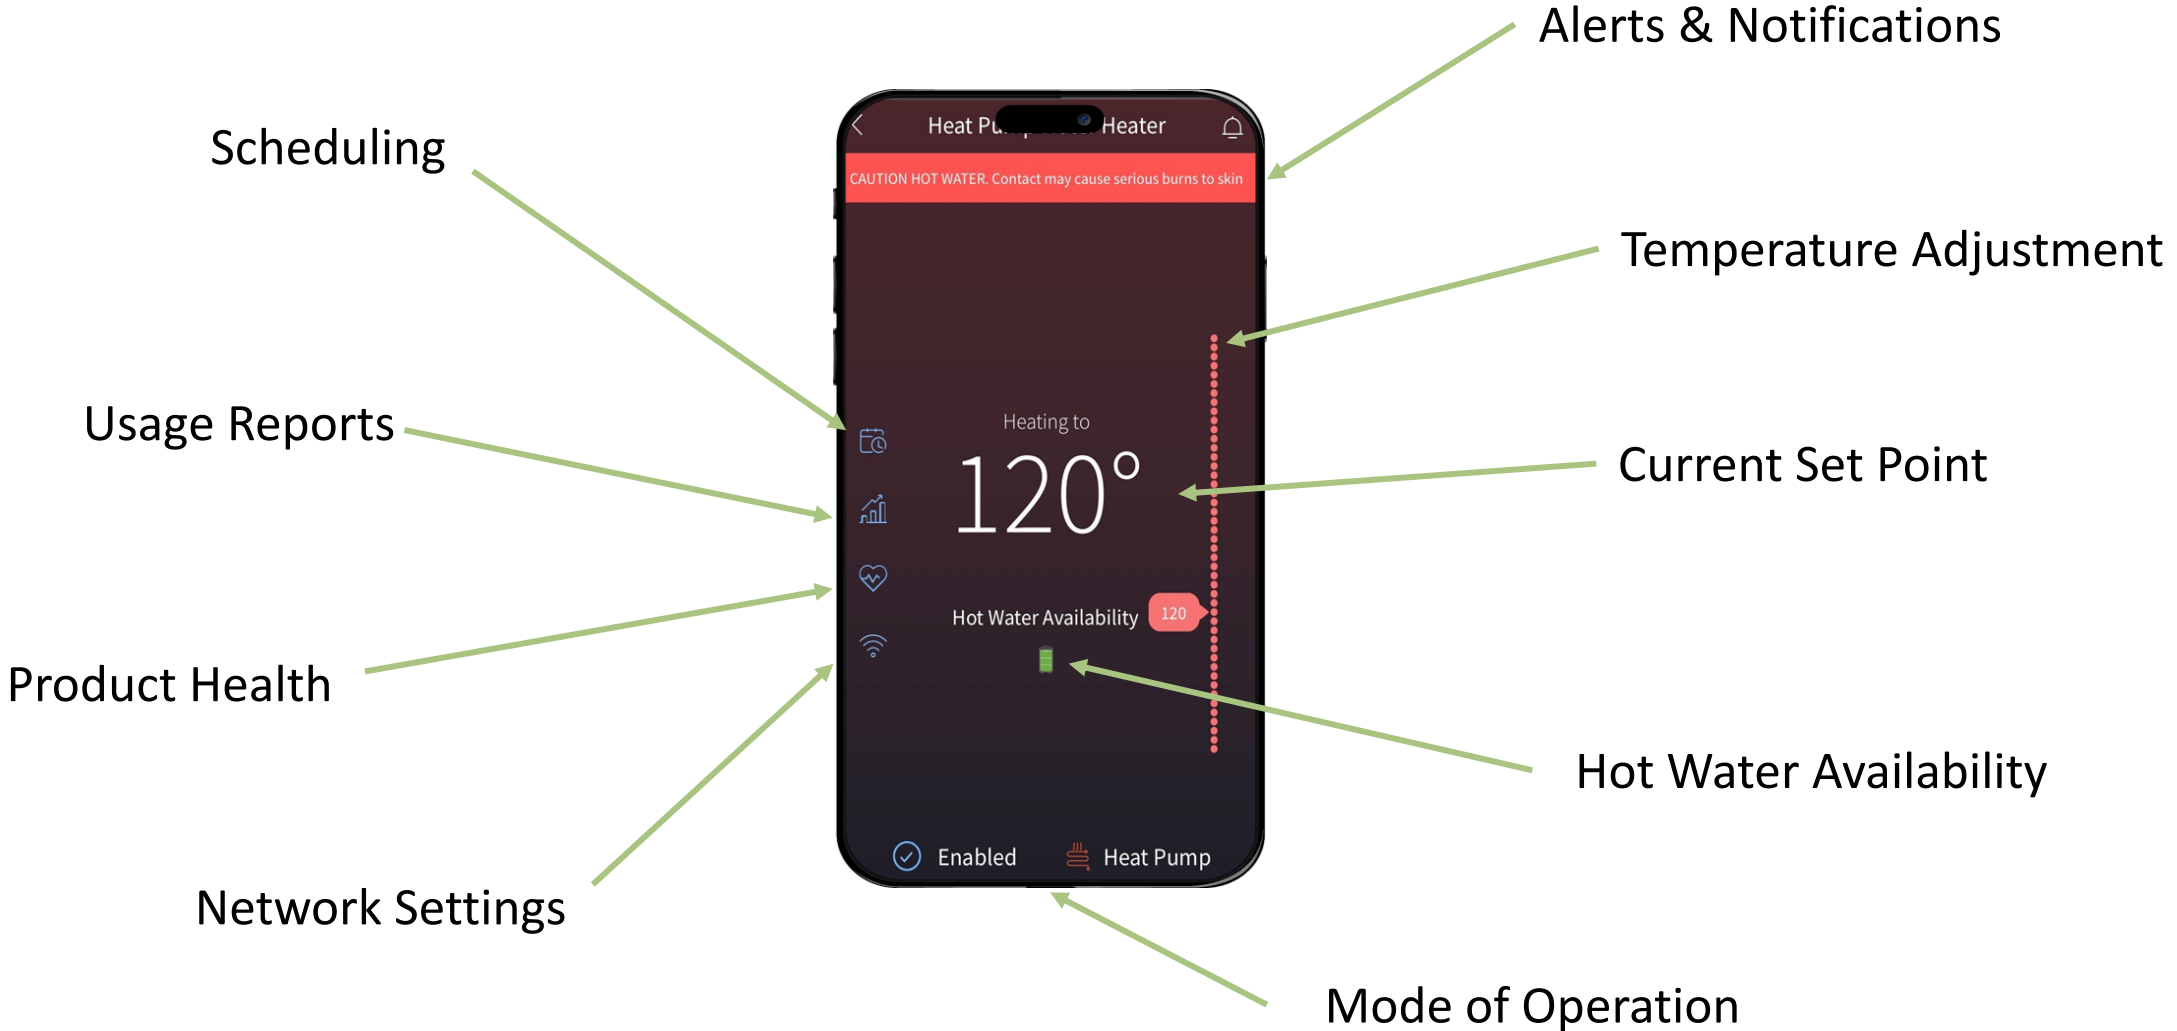 Alerts & Notifications
Scheduling
Heat Pu Heater
CAUTION HOT WATER. Contact may cause serious burns to skin
Temperature Adjustment
Usage Reports
Heating to
120°
Current Set Point
Hot Water Availability
120
Product Health
Hot Water Availability
Enabled
Heat Pump
Network Settings
Mode of Operation